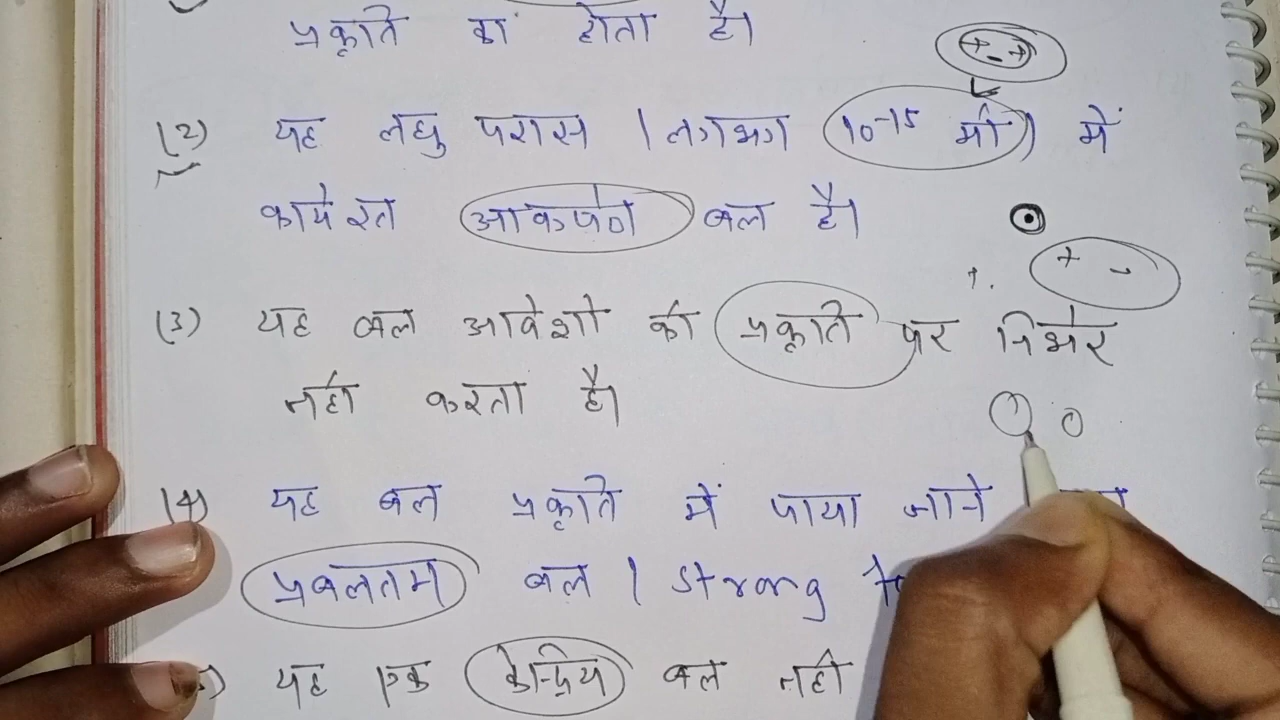 प्रकृति का होता है।
(2) यह लघु परास (लगभग 10-15 मी०) में
कार्यरत आकर्षण बल है।
(3) यह बल आवेशो की प्रकृति पर निर्भर
नही करता है।
(4) यह बल प्रकृति में पाया जाने
प्रबलतम बल ( strong
यह एक केन्द्रिय बल नही